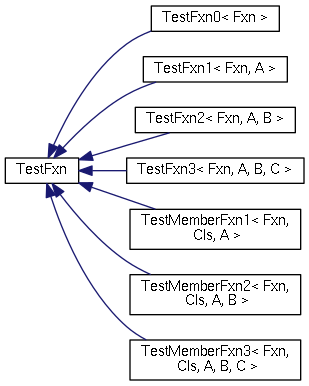 TestFxn0< Fxn >
TestFxn1< Fxn, A >
TestFxn2< Fxn, A, B >
TestFxn
TestFxn3< Fxn, A, B, C >
TestMemberFxn1< Fxn,
Cls, A >
TestMemberFxn2< Fxn,
Cls, A, B >
TestMemberFxn3< Fxn,
Cls, A, B, C >